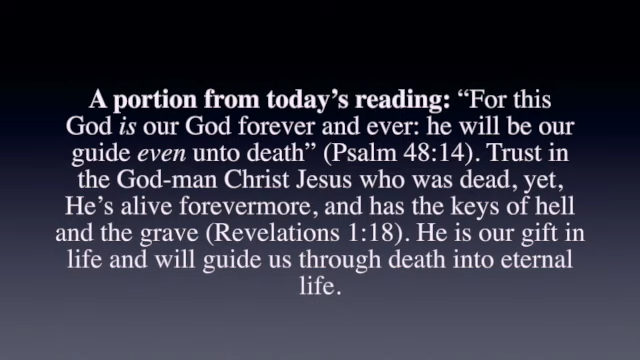 A portion from today’s reading: “For this
God is our God forever and ever: he will be our
guide even unto death” (Psalm 48:14). Trust in
the God-man Christ Jesus who was dead, yet,
He’s alive forevermore, and has the keys of hell
and the grave (Revelations 1:18). He is our gift in
life and will guide us through death into eternal
life.